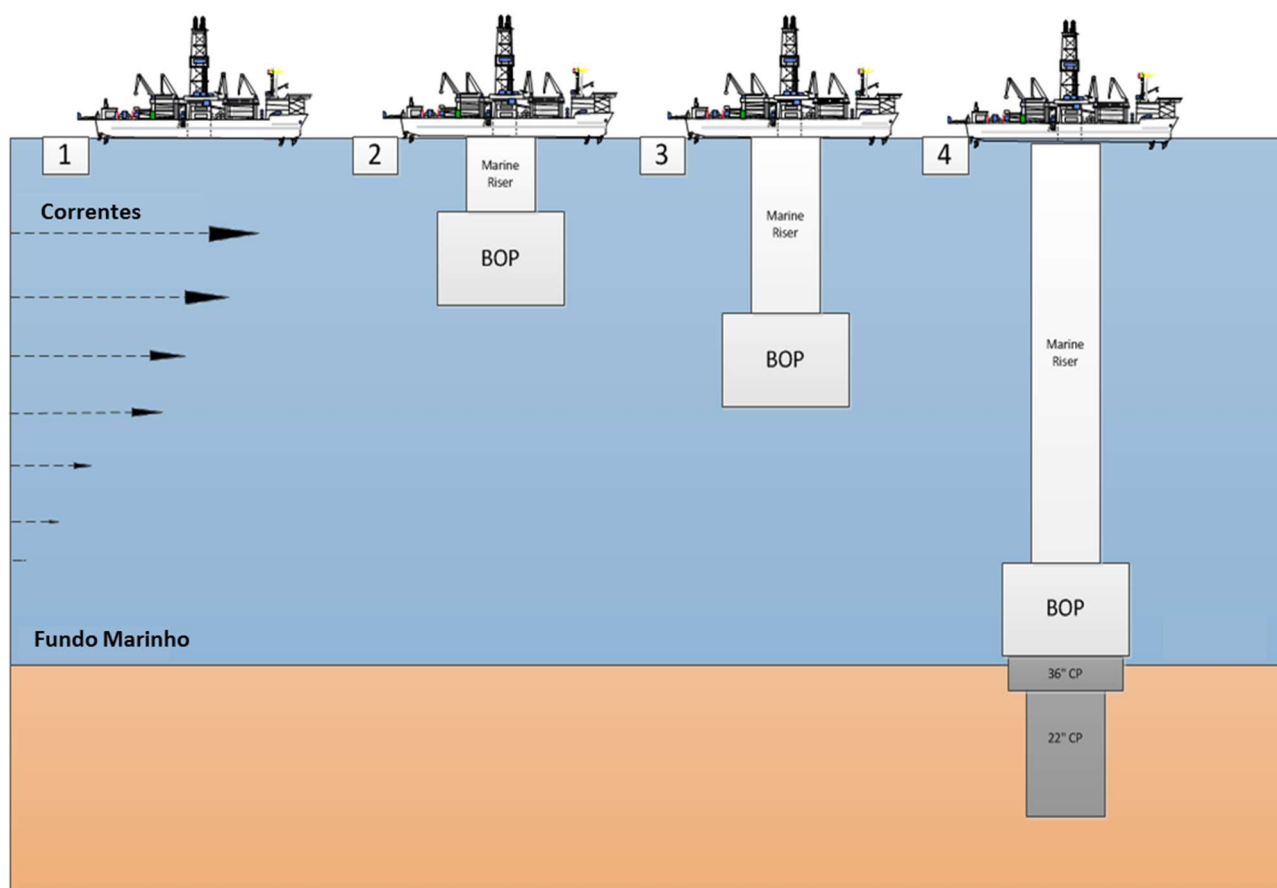 1
2
3
4
Correntes
Marine
Riser
BOP
Marine
Riser
BOP
Marine
Riser
BOP
Fundo Marinho
36" CP
22" CP